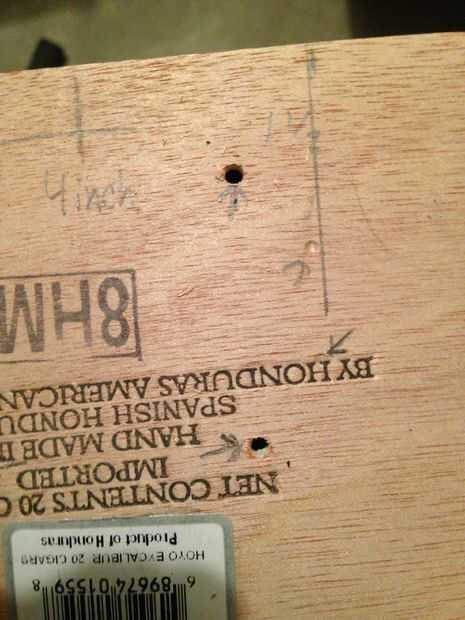 6 89674 01559 8
HOYO EXCALIBUR 20 CIGARS
Product of Honduras
NET CONTENTS 20 C
IMPORTED
HAND MADE
SPANISH HONDU
BY HONDURAS AMERICAN
8HM
4 inch